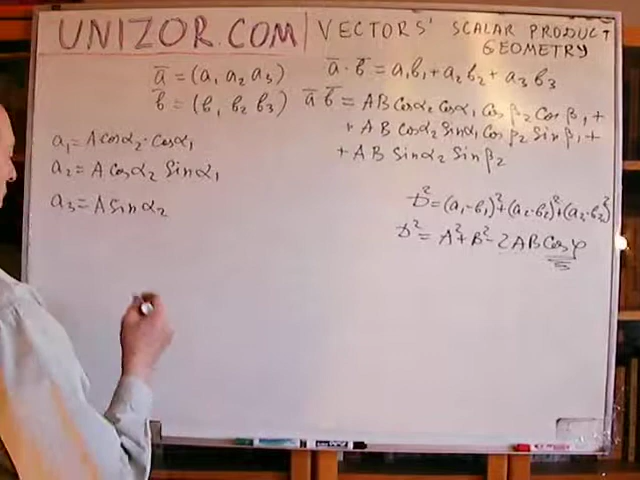 UNIZOR.COM
VECTORS' SCALAR PRODUCT
GEOMETRY
a̅ = (a₁ a₂ a₃)
b̅ = (b₁ b₂ b₃)
a̅ · b̅ = a₁b₁ + a₂b₂ + a₃b₃
a̅ b̅ = AB Cosα₂ Cosα₁ Cosβ₂ Cosβ₁ +
+ AB Cosα₂ Sinα₁ Cosβ₂ Sinβ₁ +
+ AB Sinα₂ Sinβ₂
a₁ = A Cosα₂ · Cosα₁
a₂ = A Cosα₂ Sinα₁
a₃ = A Sinα₂
D² = (a₁-b₁)² + (a₂-b₂)² + (a₃-b₃)²
D² = A² + B² - 2AB Cosφ